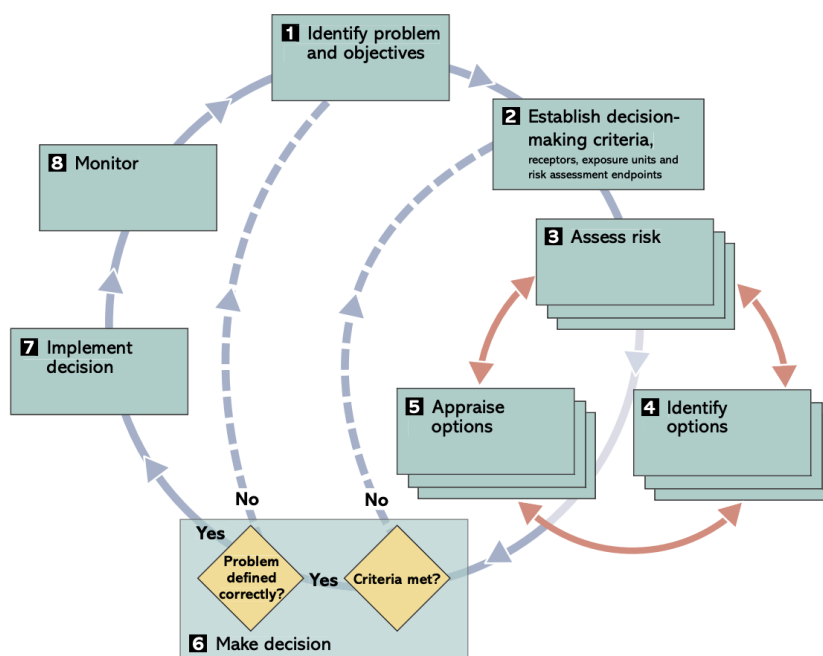 1 Identify problem
and objectives
2 Establish decision-
making criteria,
receptors, exposure units and
risk assessment endpoints
3 Assess risk
4 Identify
options
5 Appraise
options
No
No
Yes
Problem
defined
correctly?
Yes
Criteria met?
6 Make decision
7 Implement
decision
8 Monitor